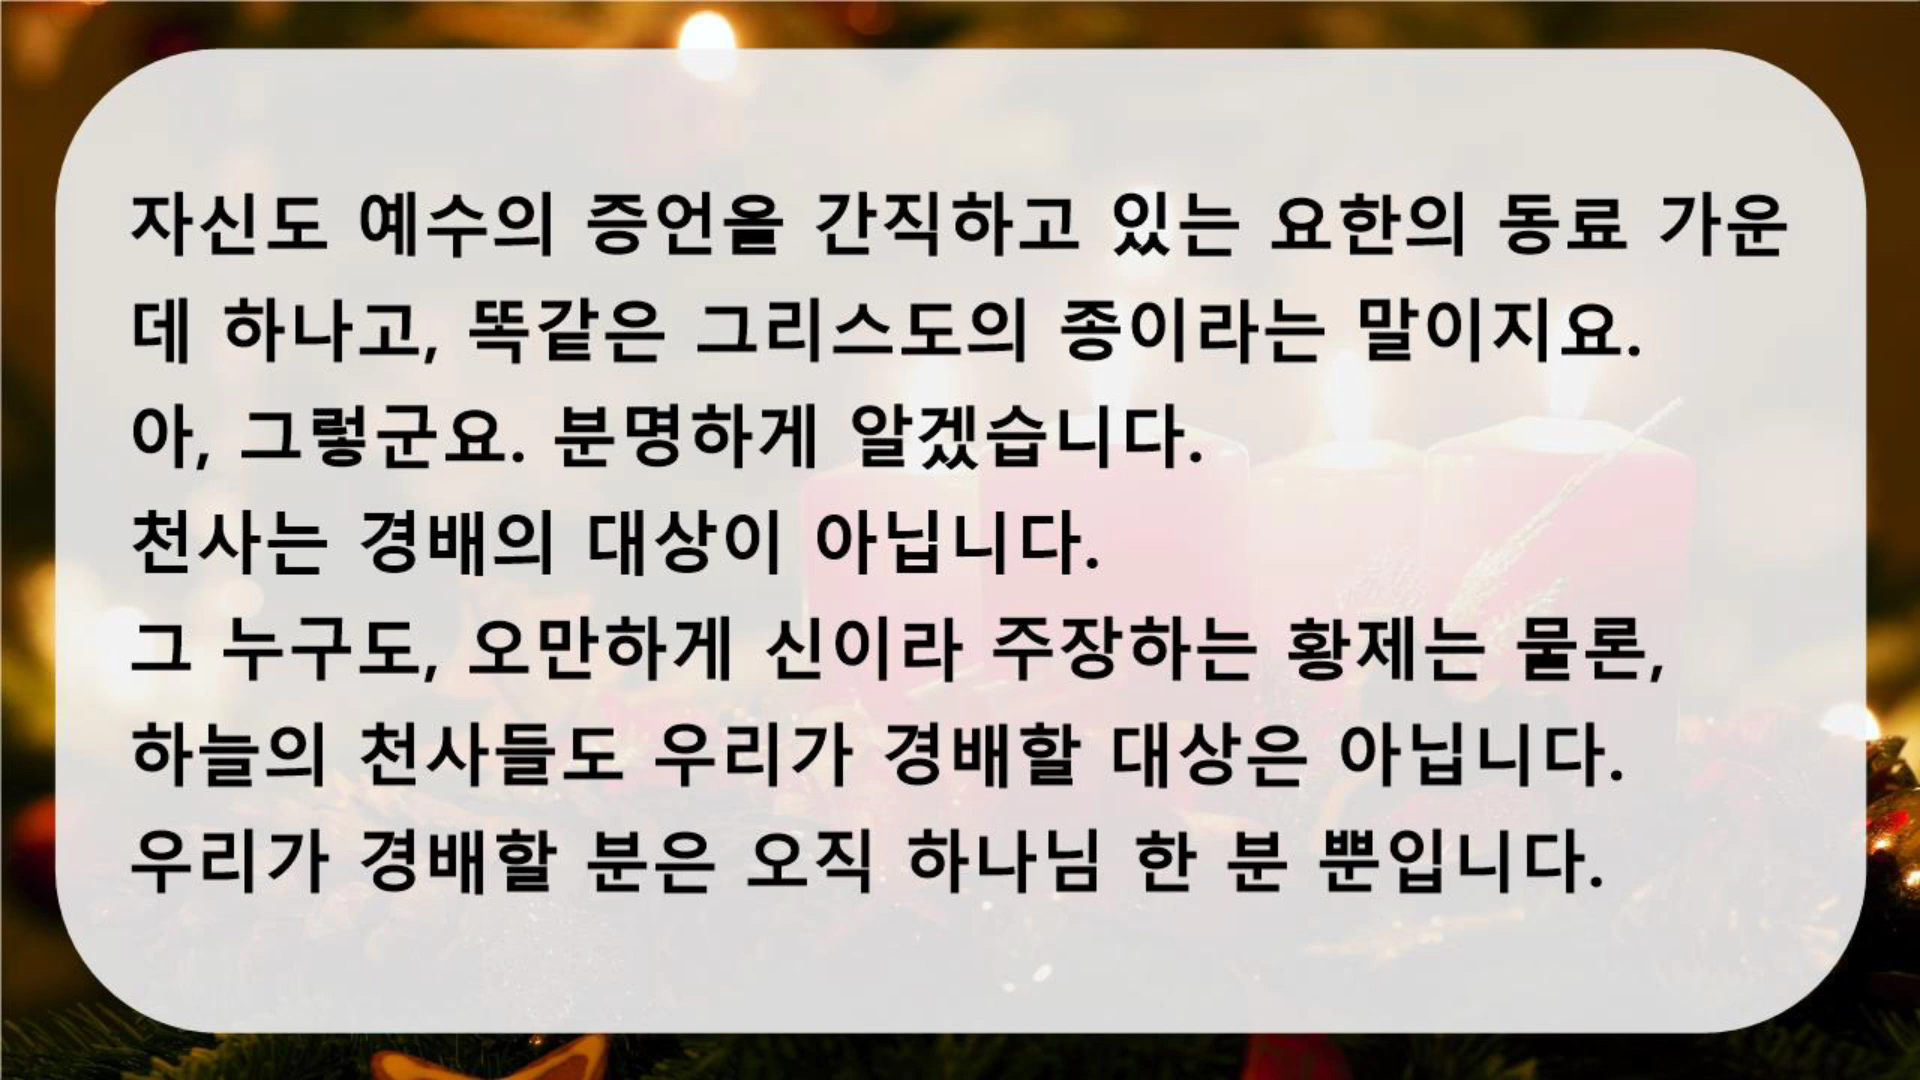 자신도 예수의 증언을 간직하고 있는 요한의 동료 가운
데 하나고, 똑같은 그리스도의 종이라는 말이지요.
아, 그렇군요. 분명하게 알겠습니다.
천사는 경배의 대상이 아닙니다.
그 누구도, 오만하게 신이라 주장하는 황제는 물론,
하늘의 천사들도 우리가 경배할 대상은 아닙니다.
우리가 경배할 분은 오직 하나님 한 분 뿐입니다.